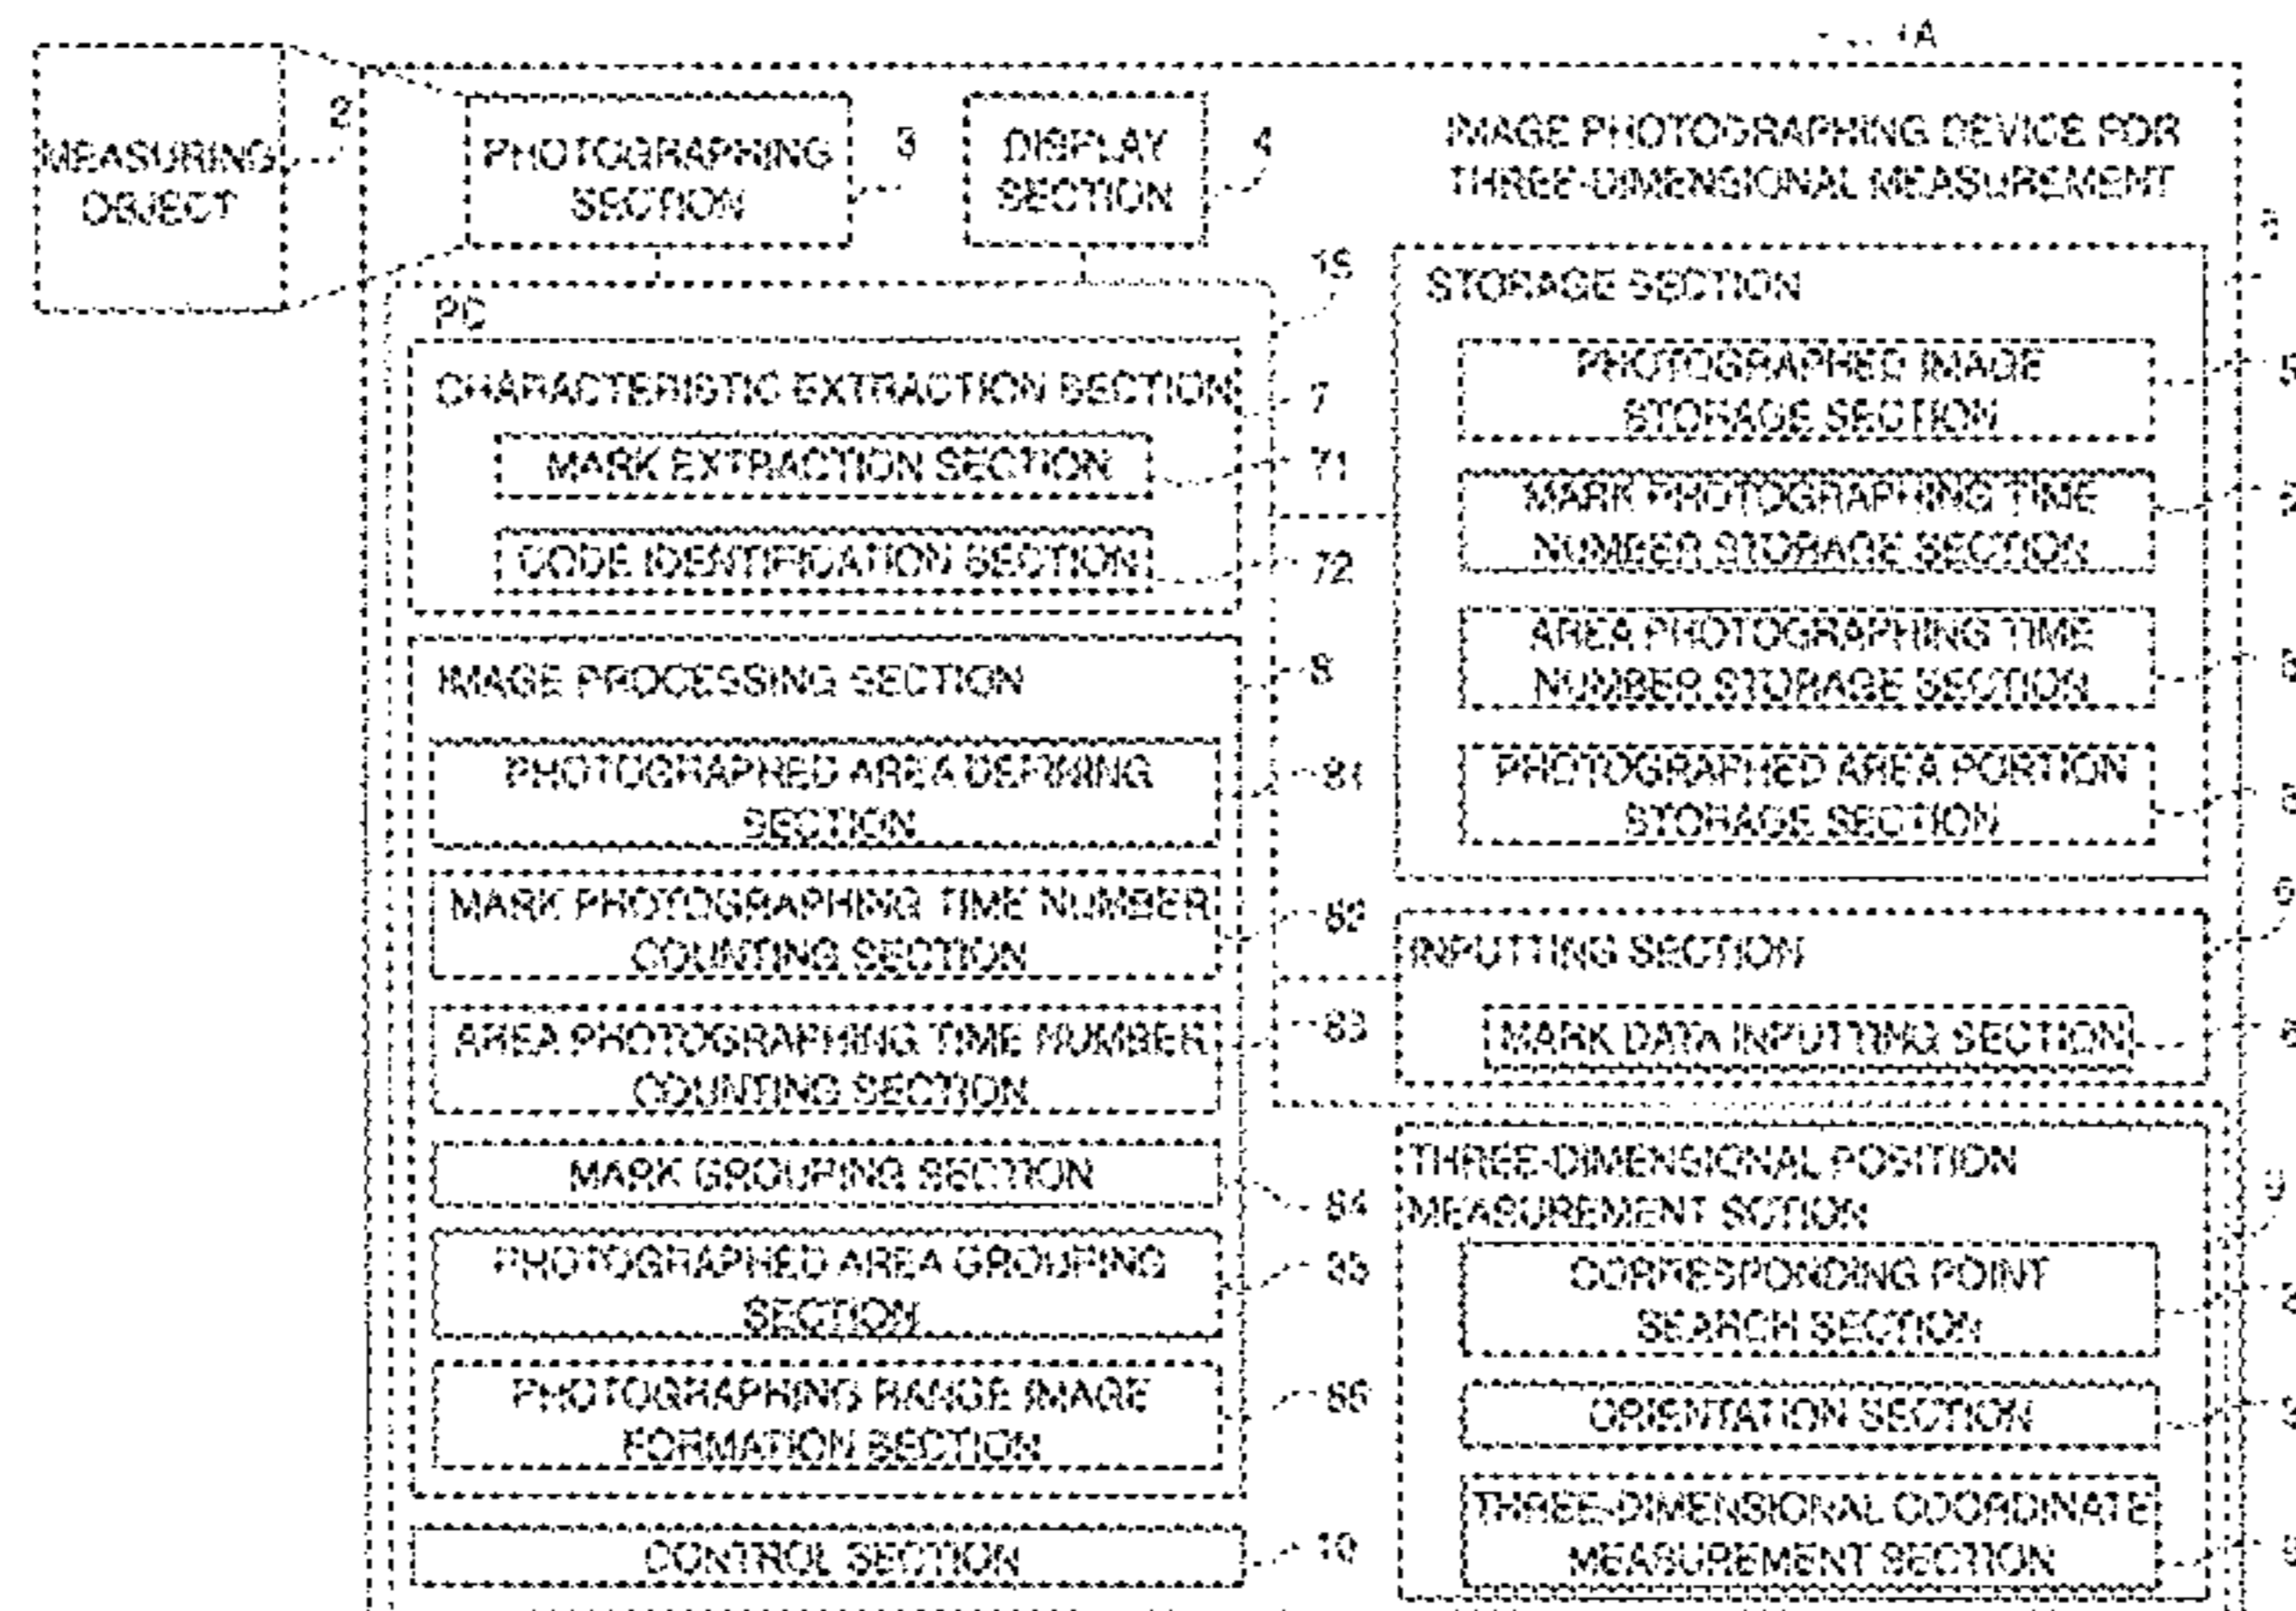 1A
MEASURING
OBJECT
2
PHOTOGRAPHING
SECTION
3
DISPLAY
SECTION
4
IMAGE PHOTOGRAPHING DEVICE FOR
THREE-DIMENSIONAL MEASUREMENT
15
PC
CHARACTERISTIC EXTRACTION SECTION
7
MARK EXTRACTION SECTION
71
CODE IDENTIFICATION SECTION
72
IMAGE PROCESSING SECTION
8
PHOTOGRAPHED AREA DEFINING
SECTION
81
MARK PHOTOGRAPHING TIME NUMBER
COUNTING SECTION
82
AREA PHOTOGRAPHING TIME NUMBER
COUNTING SECTION
83
MARK GROUPING SECTION
84
PHOTOGRAPHED AREA GROUPING
SECTION
85
PHOTOGRAPHING RANGE IMAGE
FORMATION SECTION
86
CONTROL SECTION
10
STORAGE SECTION
PHOTOGRAPHED IMAGE
STORAGE SECTION
MARK PHOTOGRAPHING TIME
NUMBER STORAGE SECTION
AREA PHOTOGRAPHING TIME
NUMBER STORAGE SECTION
PHOTOGRAPHED AREA PORTION
STORAGE SECTION
INPUTTING SECTION
6
MARK DATA INPUTTING SECTION
THREE-DIMENSIONAL POSITION
MEASUREMENT SCTION
9
CORRESPONDING POINT
SEARCH SECTION
ORIENTATION SECTION
THREE-DIMENSIONAL COORDINATE
MEASUREMENT SECTION